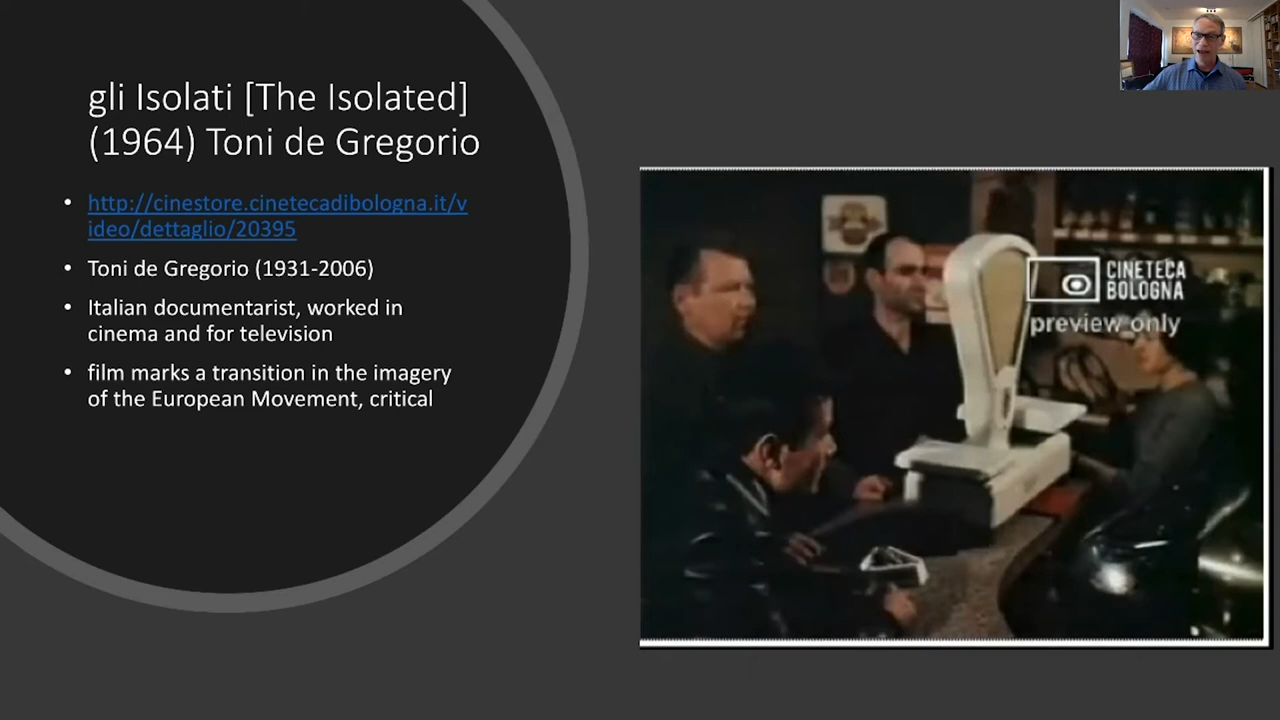 gli Isolati [The Isolated]
(1964) Toni de Gregorio
• http://cinestore.cinetecadibologna.it/v
ideo/dettaglio/20395
• Toni de Gregorio (1931-2006)
• Italian documentarist, worked in
cinema and for television
• film marks a transition in the imagery
of the European Movement, critical
CINETECA
BOLOGNA
preview only